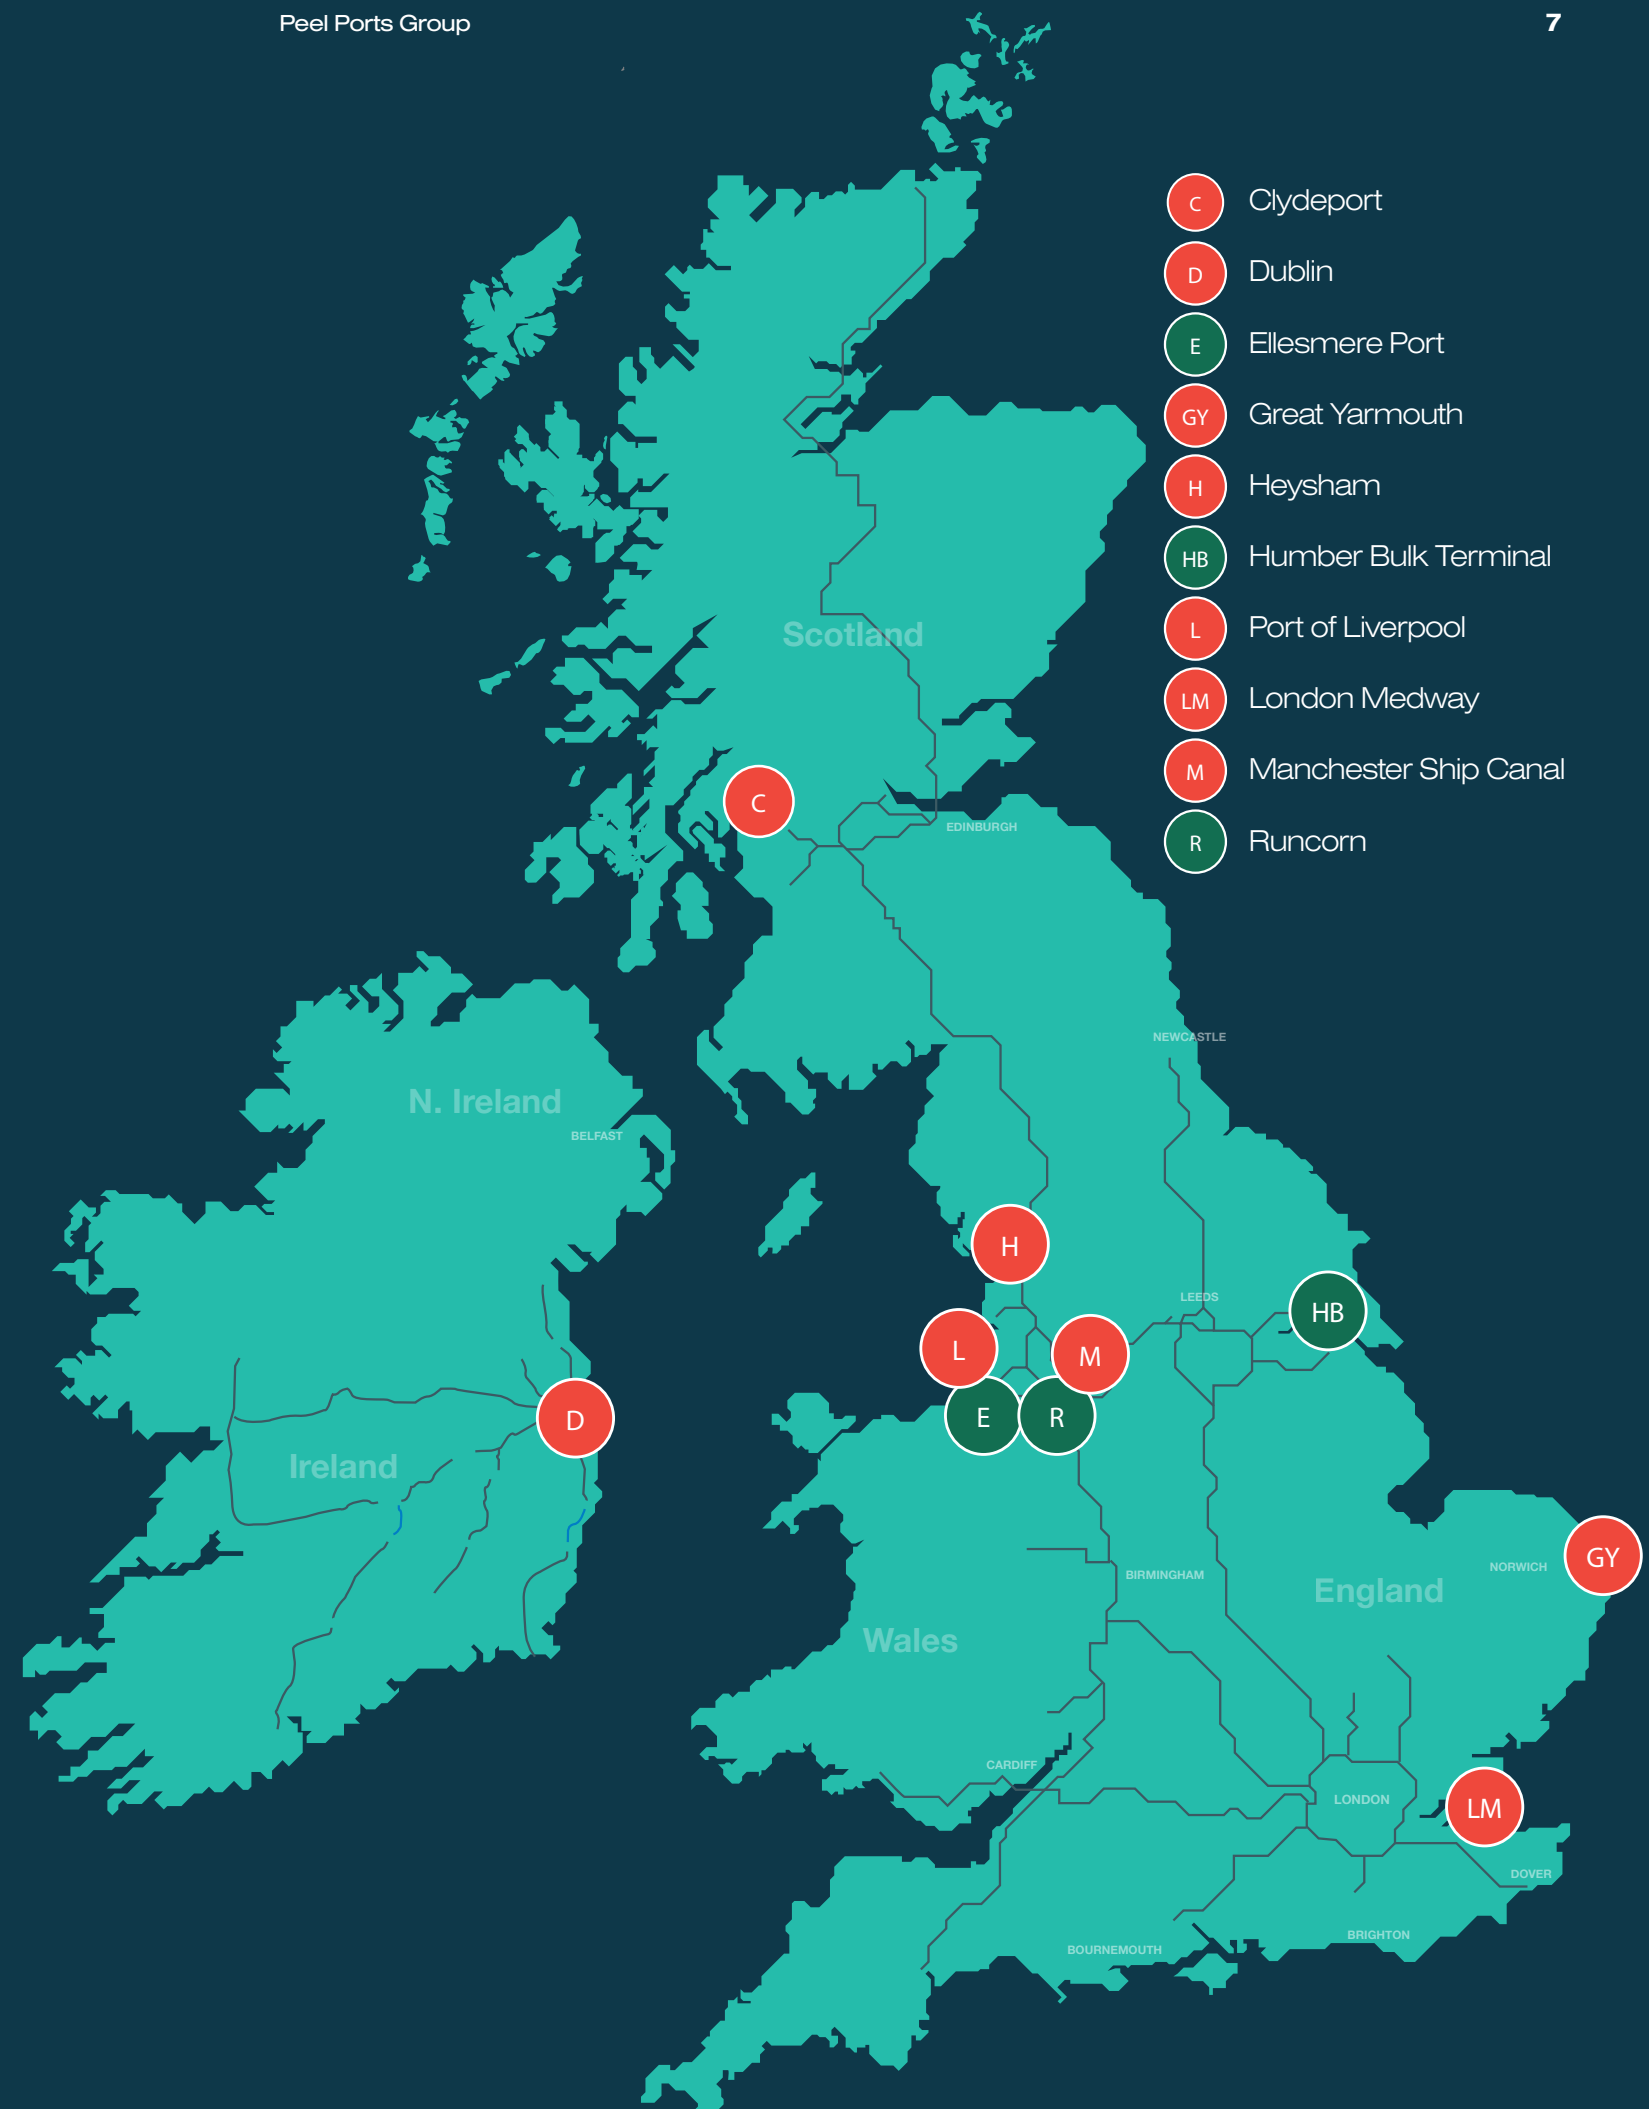 Peel Ports Group
7
C Clydeport
D Dublin
E Ellesmere Port
GY Great Yarmouth
H Heysham
HB Humber Bulk Terminal
L Port of Liverpool
LM London Medway
M Manchester Ship Canal
R Runcorn
Scotland
C
EDINBURGH
NEWCASTLE
N. Ireland
BELFAST
H
LEEDS
HB
L
M
E
R
D
Ireland
GY
NORWICH
BIRMINGHAM
England
Wales
CARDIFF
LONDON
LM
DOVER
BRIGHTON
BOURNEMOUTH